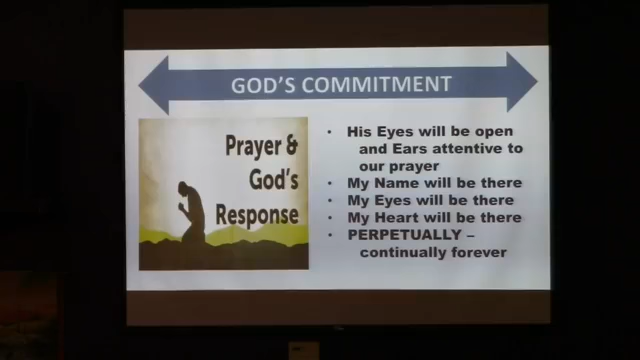 GOD'S COMMITMENT
Prayer &
God's
Response
• His Eyes will be open
and Ears attentive to
our prayer
• My Name will be there
• My Eyes will be there
• My Heart will be there
• PERPETUALLY –
continually forever